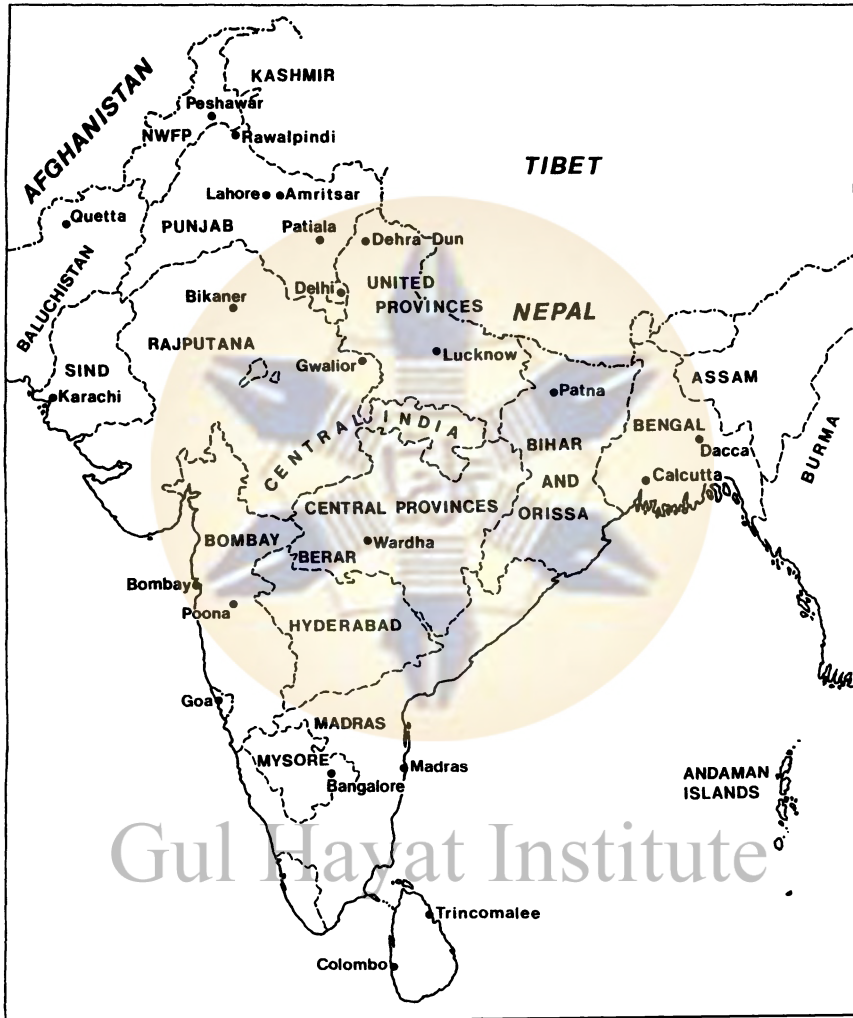 AFGHANISTAN
KASHMIR
Peshawar
NWFP
Rawalpindi
TIBET
Lahore
Amritsar
Quetta
PUNJAB
Patiala
Dehra Dun
BALUCHISTAN
Bikaner
Delhi
UNITED
PROVINCES
NEPAL
RAJPUTANA
SIND
Gwalior
Lucknow
Karachi
Patna
ASSAM
CENTRAL INDIA
BENGAL
Dacca
BURMA
BIHAR
AND
ORISSA
Calcutta
CENTRAL PROVINCES
BOMBAY
BERAR
Wardha
Bombay
Poona
HYDERABAD
Goa
MADRAS
MYSORE
Bangalore
Madras
ANDAMAN
ISLANDS
Gul Hayat Institute
Trincomalee
Colombo